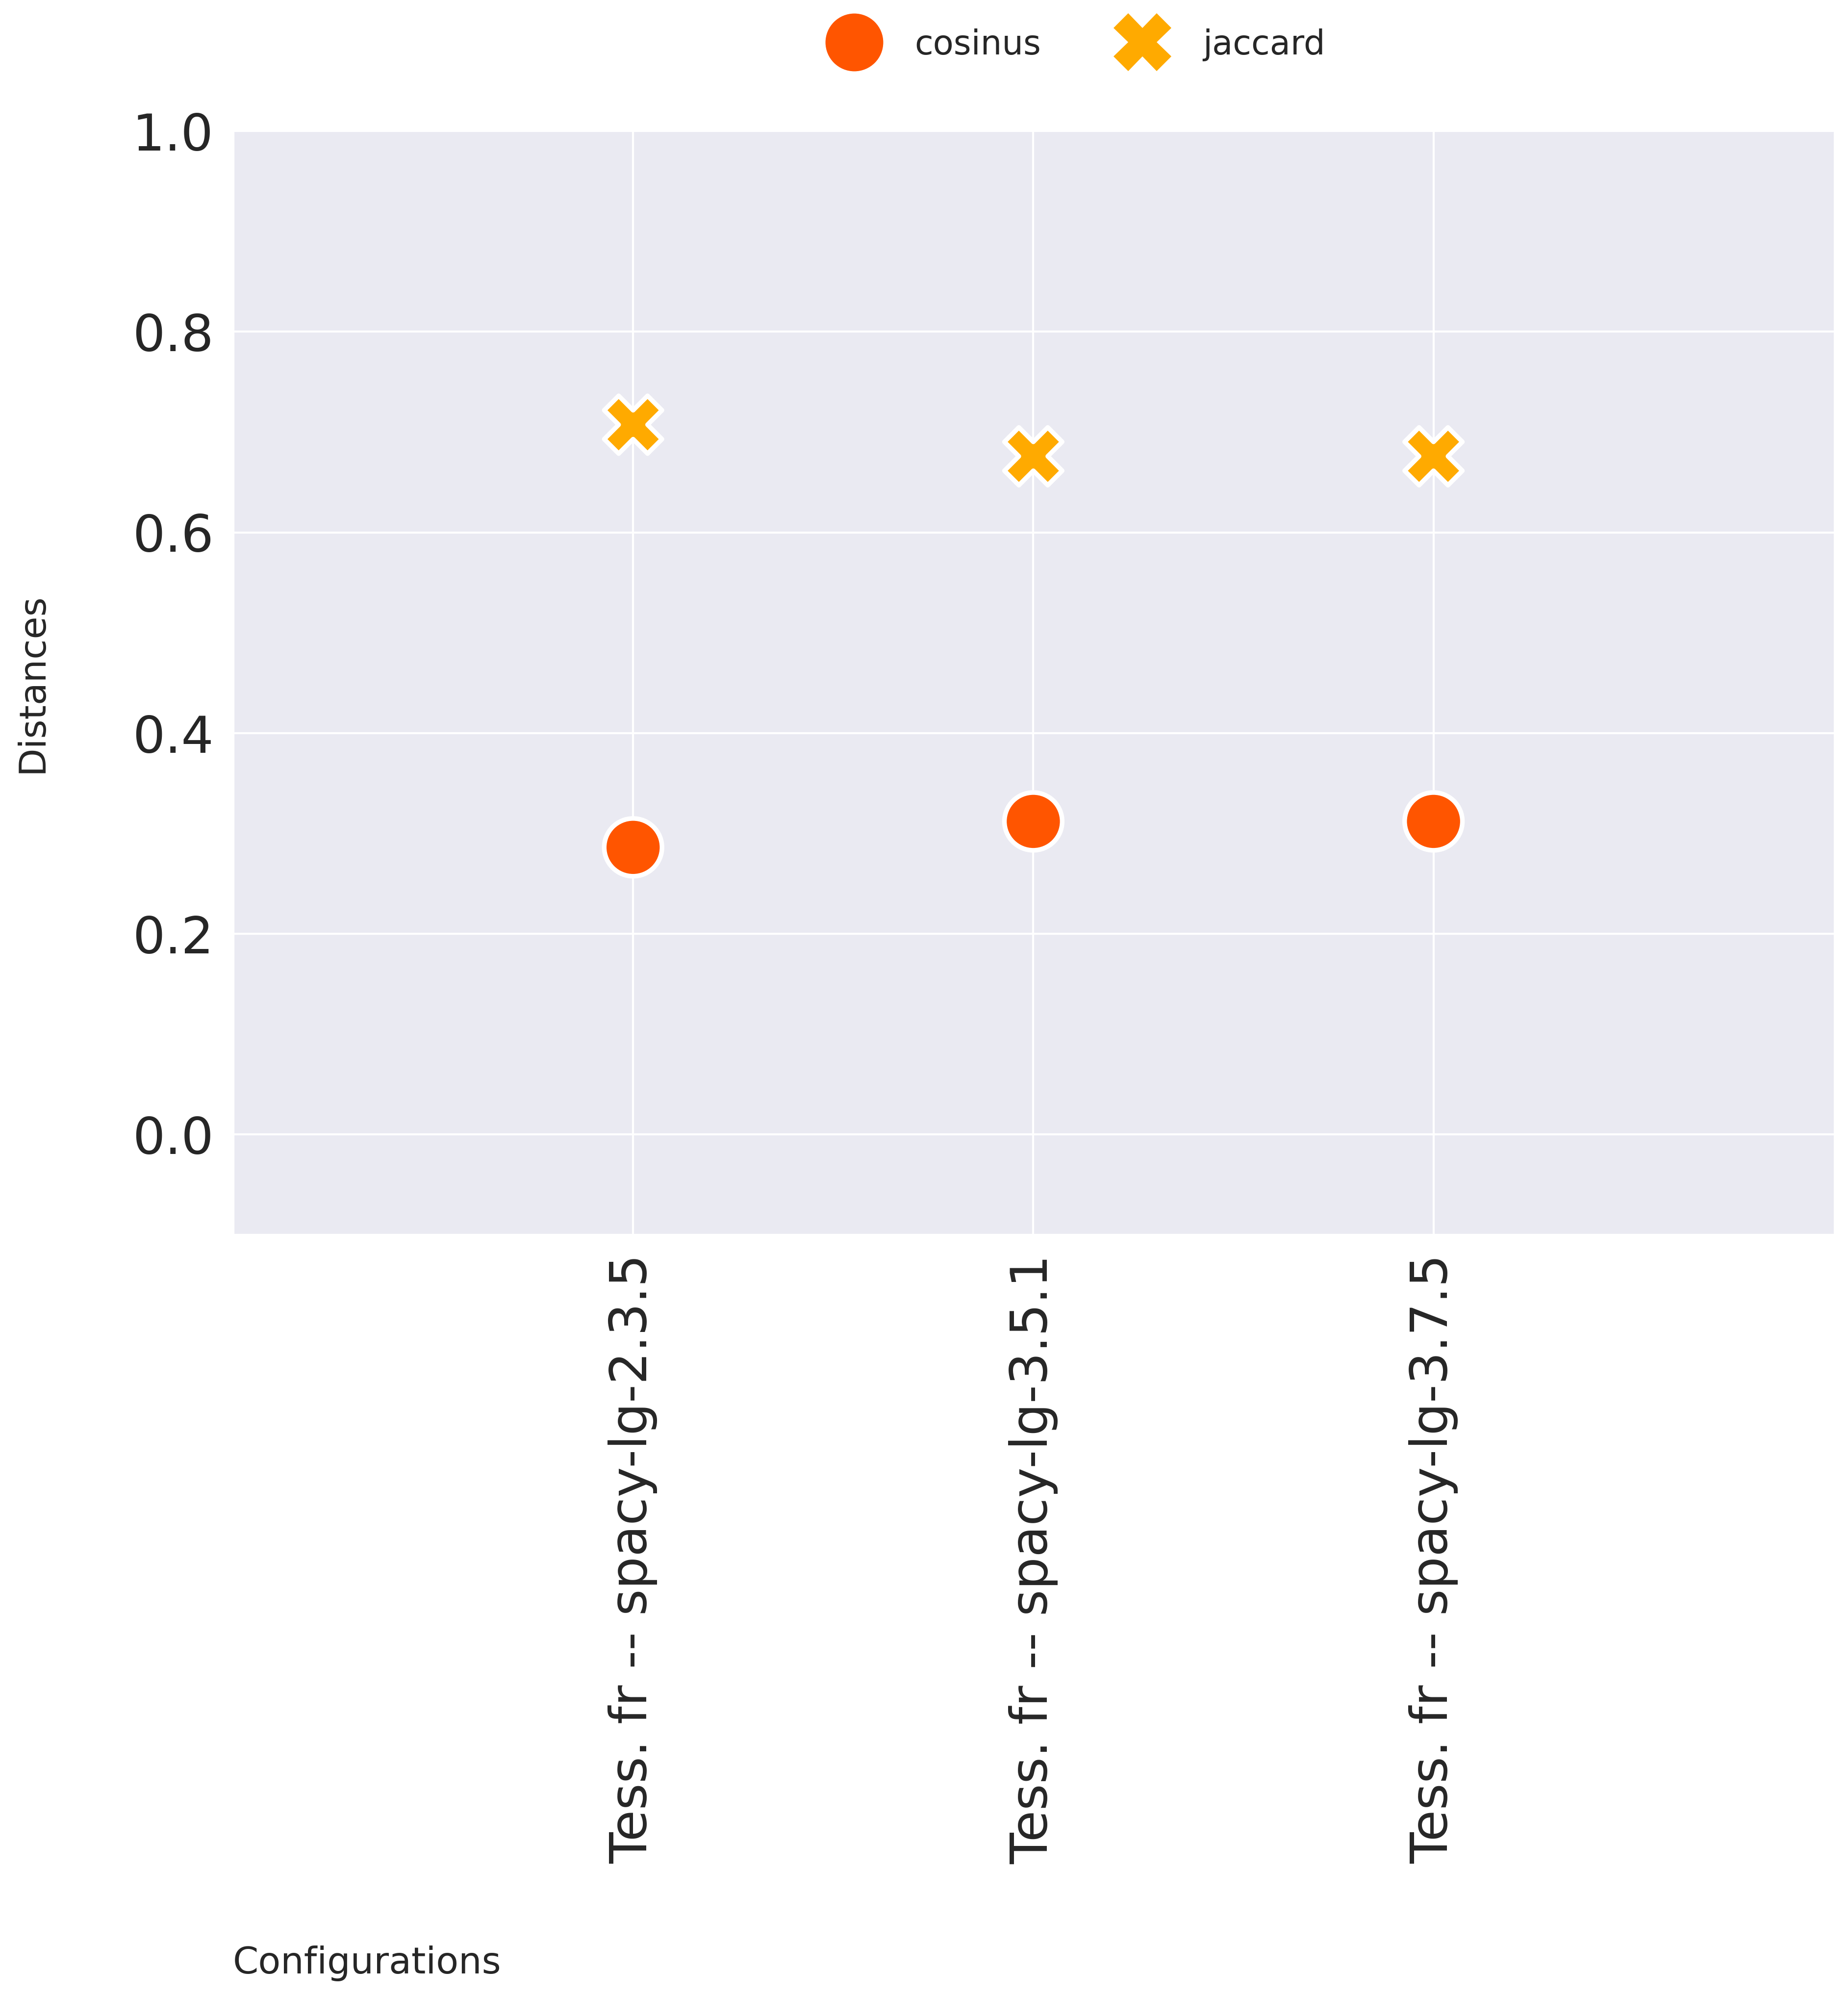 cosinus jaccard
1.0
0.8
0.6
0.4
0.2
0.0
Distances
Tess. fr -- spacy-lg-2.3.5
Tess. fr -- spacy-lg-3.5.1
Tess. fr -- spacy-lg-3.7.5
Configurations